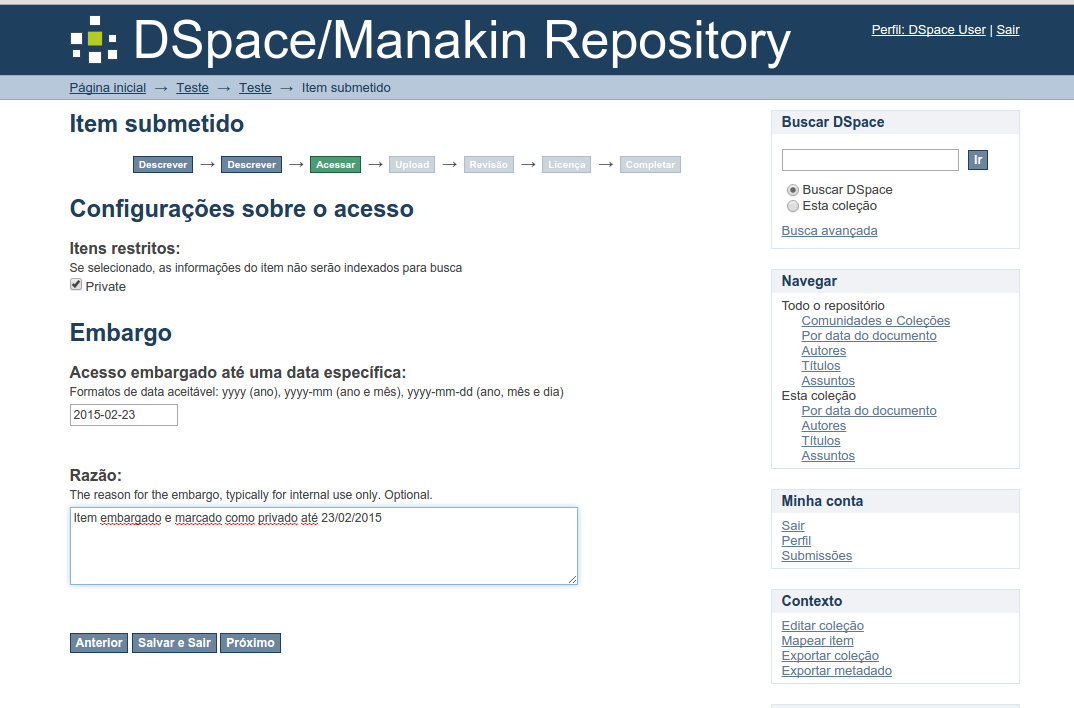 DSpace/Manakin Repository
Perfil: DSpace User | Sair
Página inicial → Teste → Teste → Item submetido
Item submetido
Descrever → Descrever → Acessar → Upload → Revisão → Licença → Completar
Configurações sobre o acesso
Itens restritos:
Se selecionado, as informações do item não serão indexados para busca
Private
Embargo
Acesso embargado até uma data específica:
Formatos de data aceitável: yyyy (ano), yyyy-mm (ano e mês), yyyy-mm-dd (ano, mês e dia)
2015-02-23
Razão:
The reason for the embargo, typically for internal use only. Optional.
Item embargado e marcado como privado até 23/02/2015
Anterior Salvar e Sair Próximo
Buscar DSpace
Ir
Buscar DSpace
Esta coleção
Busca avançada
Navegar
Todo o repositório
Comunidades e Coleções
Por data do documento
Autores
Títulos
Assuntos
Esta coleção
Por data do documento
Autores
Títulos
Assuntos
Minha conta
Sair
Perfil
Submissões
Contexto
Editar coleção
Mapear item
Exportar coleção
Exportar metadado